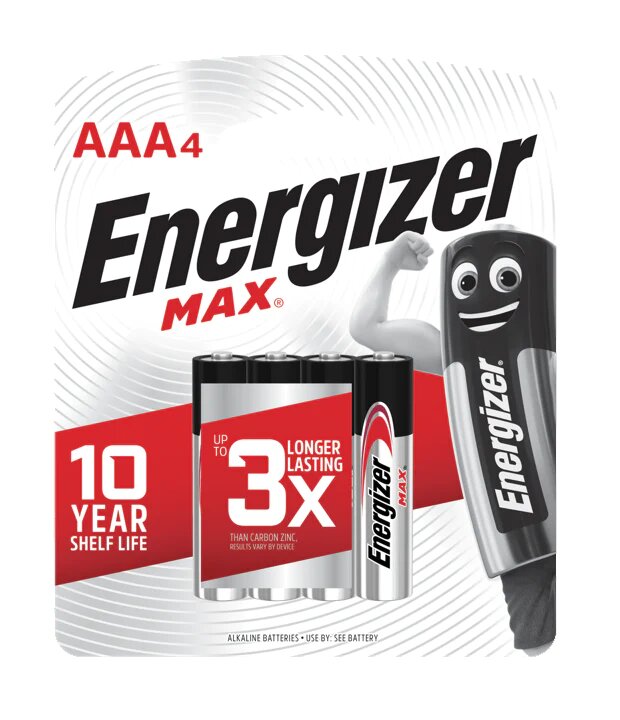 AAA4
Energizer
MAX®
Energizer®
10
YEAR
SHELF LIFE
UP
TO
3X
LONGER
LASTING
THAN CARBON ZINC,
RESULTS VARY BY DEVICE
Energizer
MAX®
ALKALINE BATTERIES • USE BY: SEE BATTERY